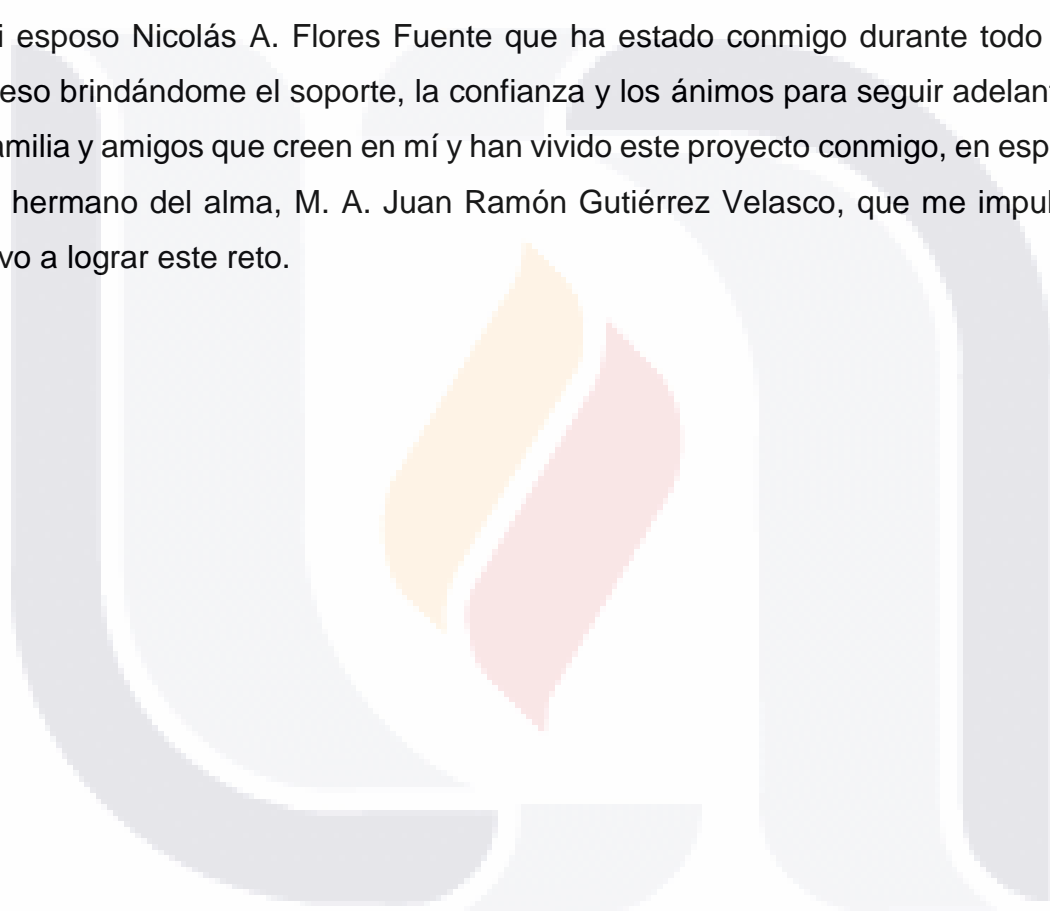 i esposo Nicolás A. Flores Fuente que ha estado conmigo durante todo
eso brindándome el soporte, la confianza y los ánimos para seguir adelan
amilia y amigos que creen en mí y han vivido este proyecto conmigo, en esp
hermano del alma, M. A. Juan Ramón Gutiérrez Velasco, que me impul
vo a lograr este reto.